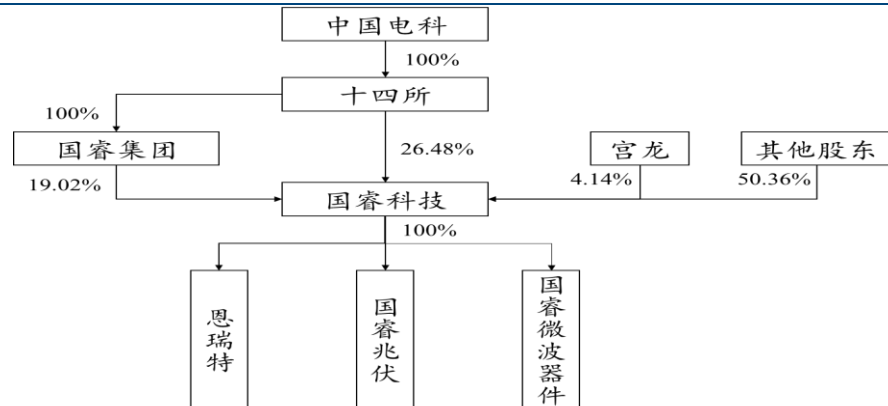 中国电科
100%
十四所
100%
国睿集团
26.48%
宫龙
其他股东
19.02%
4.14%
50.36%
国睿科技
100%
恩瑞特
国睿兆伏
国睿微波器件